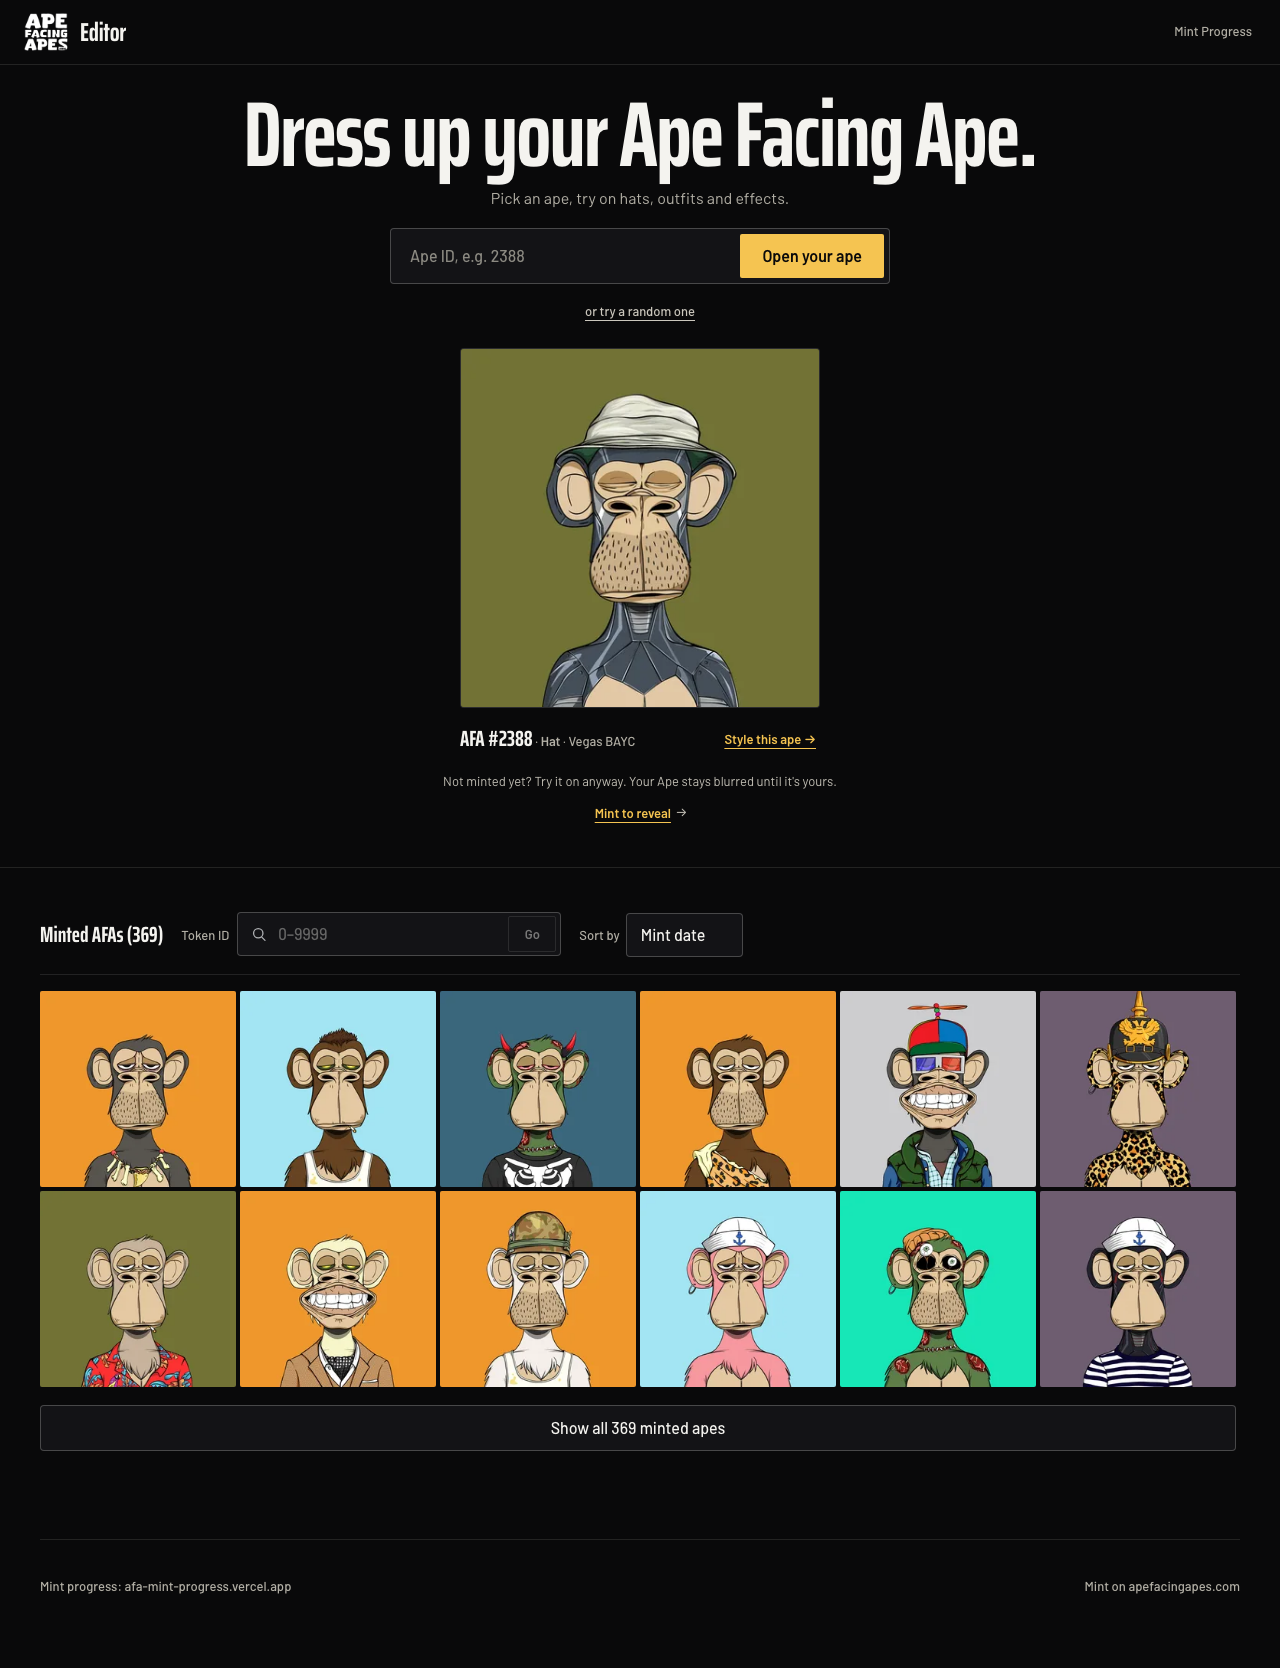 APE
FACING
APES
Editor
Mint Progress
Dress up your Ape Facing Ape.
Pick an ape, try on hats, outfits and effects.
Ape ID, e.g. 2388
Open your ape
or try a random one
AFA #2388 · Hat · Vegas BAYC
Style this ape →
Not minted yet? Try it on anyway. Your Ape stays blurred until it's yours.
Mint to reveal →
Minted AFAs (369)
Token ID
0–9999
Go
Sort by
Mint date
Show all 369 minted apes
Mint progress: afa-mint-progress.vercel.app
Mint on apefacingapes.com